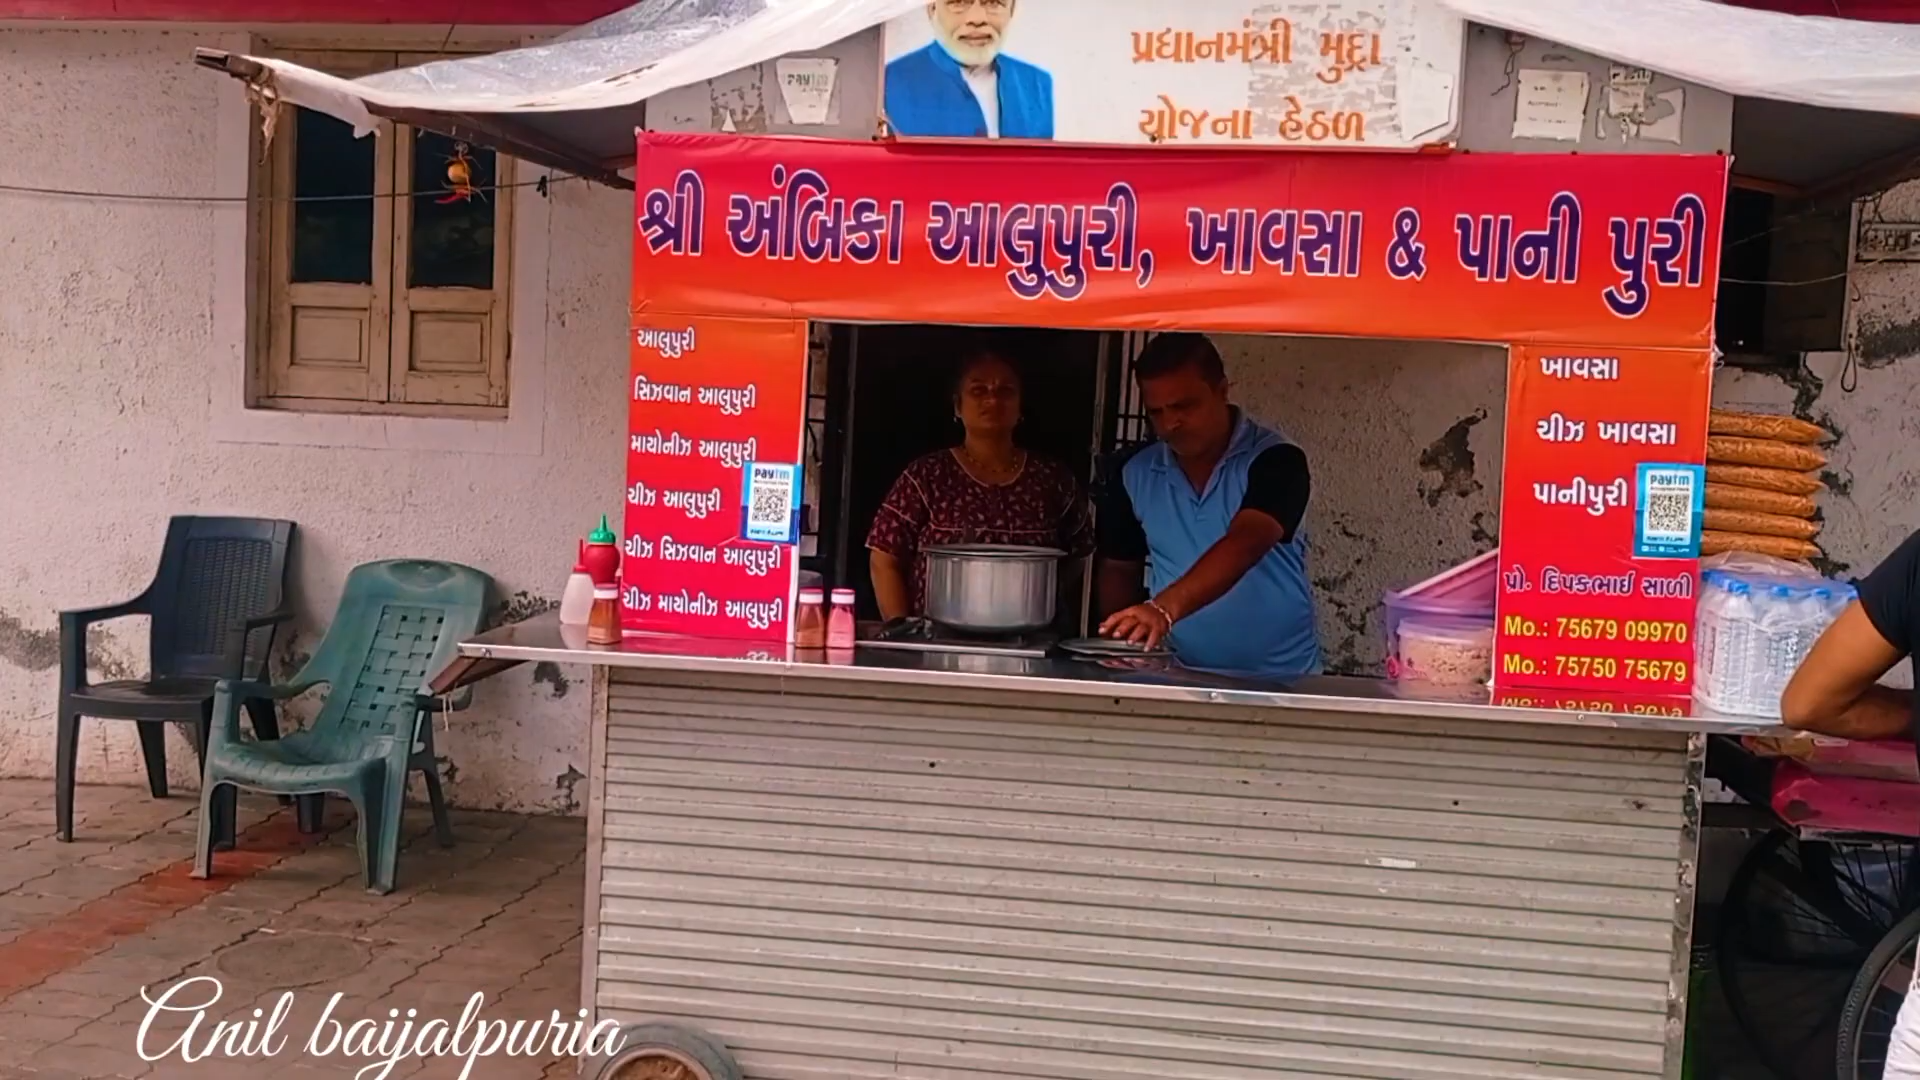 પ્રધાનમંત્રી મુદ્રા
યોજના હેઠળ
paytm
શ્રી અંબિકા આલુપુરી, ખાવસા & પાની પુરી
આલુપુરી
સિઝવાન આલુપુરી
માયોનીઝ આલુપુરી
ચીઝ આલુપુરી
ચીઝ સિઝવાન આલુપુરી
ચીઝ માયોનીઝ આલુપુરી
paytm
ખાવસા
ચીઝ ખાવસા
પાનીપુરી
paytm
પ્રો. દિપકભાઈ સાળી
Mo.: 75679 09970
Mo.: 75750 75679
Anil baijalpuria